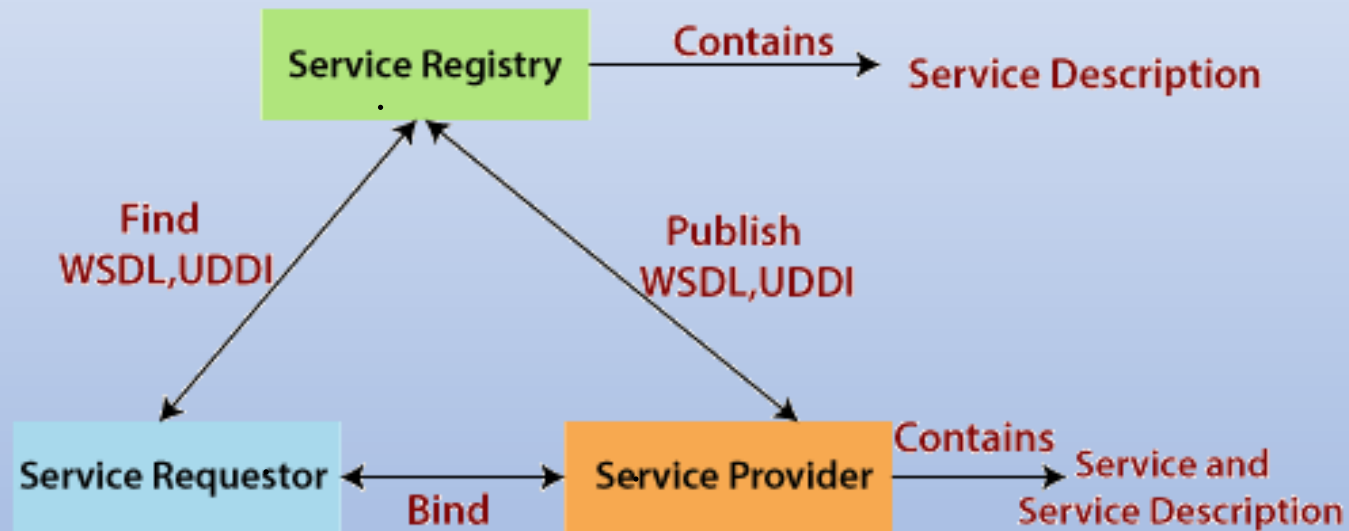 Service Registry
Contains
Service Description
Find
WSDL,UDDI
Publish
WSDL,UDDI
Service Requestor
Bind
Service Provider
Contains
Service and
Service Description